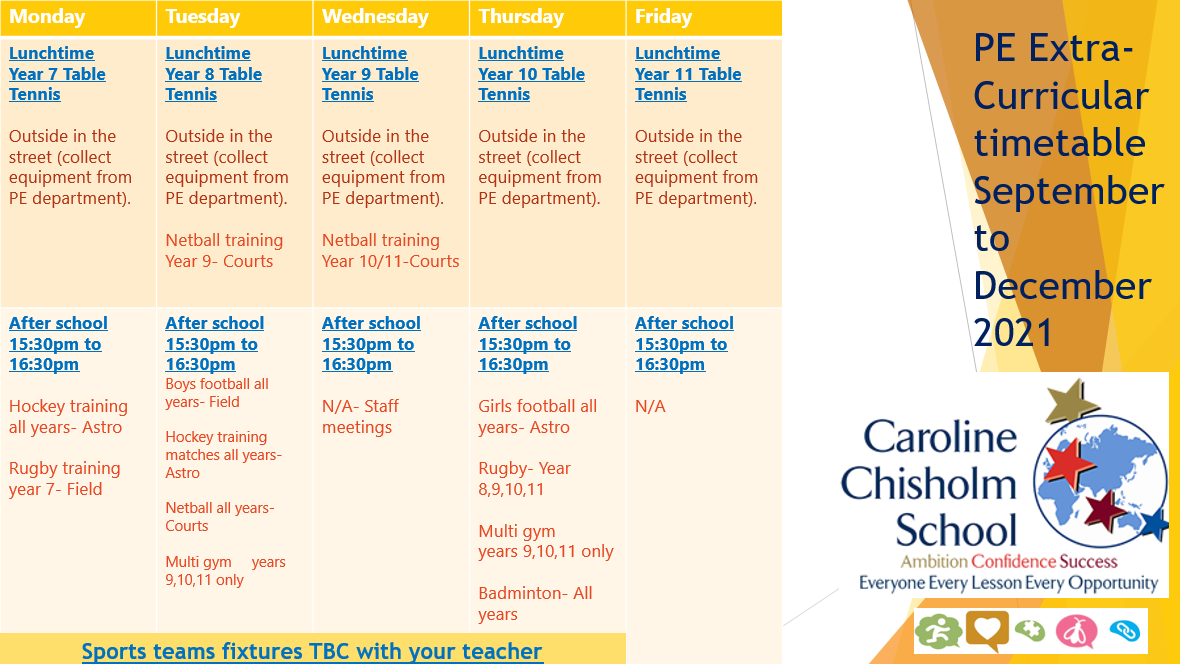 Monday
Tuesday
Wednesday
Thursday
Friday
Lunchtime
Year 7 Table
Tennis
Outside in the
street (collect
equipment from
PE department).
Lunchtime
Year 8 Table
Tennis
Outside in the
street (collect
equipment from
PE department).
Netball training
Year 9- Courts
Lunchtime
Year 9 Table
Tennis
Outside in the
street (collect
equipment from
PE department).
Netball training
Year 10/11-Courts
Lunchtime
Year 10 Table
Tennis
Outside in the
street (collect
equipment from
PE department).
Lunchtime
Year 11 Table
Tennis
Outside in the
street (collect
equipment from
PE department).
After school
15:30pm to
16:30pm
Hockey training
all years- Astro
Rugby training
year 7- Field
After school
15:30pm to
16:30pm
Boys football all
years- Field
Hockey training
matches all years-
Astro
Netball all years-
Courts
Multi gym years
9,10,11 only
After school
15:30pm to
16:30pm
N/A- Staff
meetings
After school
15:30pm to
16:30pm
Girls football all
years- Astro
Rugby- Year
8,9,10,11
Multi gym
years 9,10,11 only
Badminton- All
years
After school
15:30pm to
16:30pm
N/A
Sports teams fixtures TBC with your teacher
PE Extra-
Curricular
timetable
September
to
December
2021
Caroline
Chisholm
School
Ambition Confidence Success
Everyone Every Lesson Every Opportunity